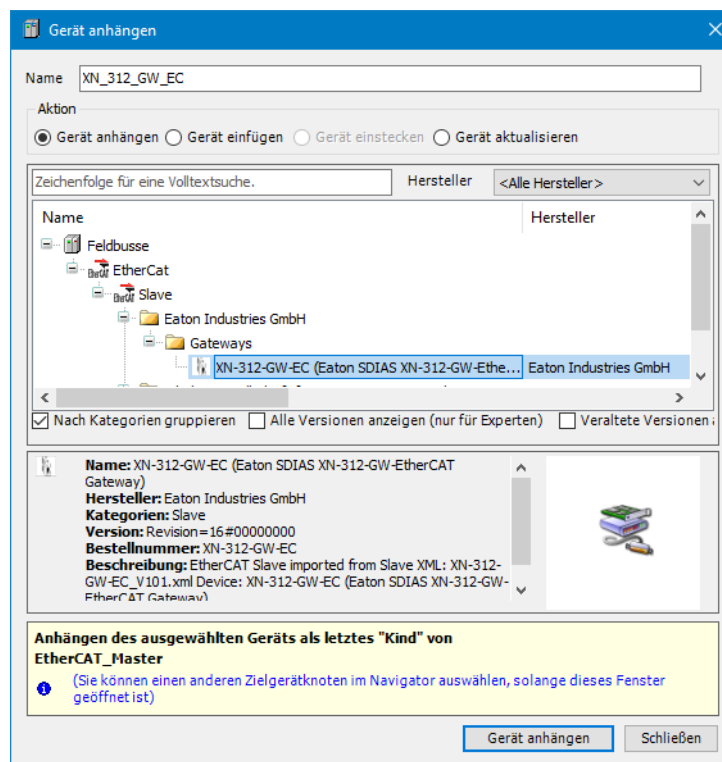 Gerät anhängen
Name XN_312_GW_EC
Aktion
Gerät anhängen Gerät einfügen Gerät einstecken Gerät aktualisieren
Zeichenfolge für eine Volltextsuche. Hersteller <Alle Hersteller>
Name Hersteller
Feldbusse
EtherCAT EtherCat
EtherCAT Slave
Eaton Industries GmbH
Gateways
XN-312-GW-EC (Eaton SDIAS XN-312-GW-Ethe... Eaton Industries GmbH
Nach Kategorien gruppieren Alle Versionen anzeigen (nur für Experten) Veraltete Versionen
Name: XN-312-GW-EC (Eaton SDIAS XN-312-GW-EtherCAT
Gateway)
Hersteller: Eaton Industries GmbH
Kategorien: Slave
Version: Revision=16#00000000
Bestellnummer: XN-312-GW-EC
Beschreibung: EtherCAT Slave imported from Slave XML: XN-312-
GW-EC_V101.xml Device: XN-312-GW-EC (Eaton SDIAS XN-312-GW-
EtherCAT Gateway)
Anhängen des ausgewählten Geräts als letztes "Kind" von
EtherCAT_Master
(Sie können einen anderen Zielgerätknoten im Navigator auswählen, solange dieses Fenster
geöffnet ist)
Gerät anhängen Schließen